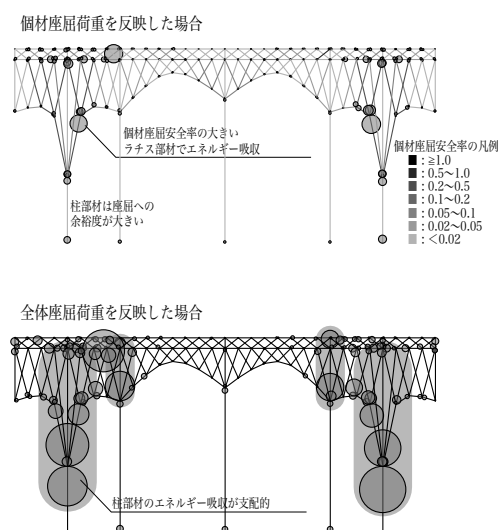 個材座屈荷重を反映した場合
個材座屈安全率の大きい
ラチス部材でエネルギー吸収
柱部材は座屈への
余裕度が大きい
個材座屈安全率の凡例
：≧1.0
：0.5〜1.0
：0.2〜0.5
：0.1〜0.2
：0.05〜0.1
：0.02〜0.05
：＜0.02
全体座屈荷重を反映した場合
柱部材のエネルギー吸収が支配的